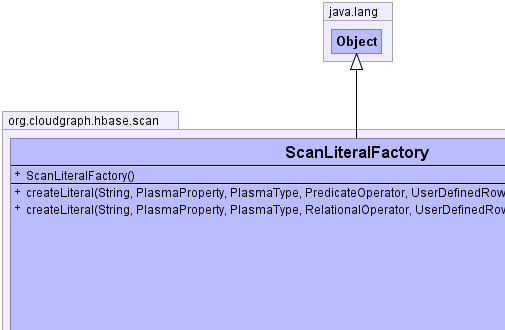 java.lang
Object
org.cloudgraph.hbase.scan
ScanLiteralFactory
+ ScanLiteralFactory()
+ createLiteral(String, PlasmaProperty, PlasmaType, PredicateOperator, UserDefinedRow
+ createLiteral(String, PlasmaProperty, PlasmaType, RelationalOperator, UserDefinedRow